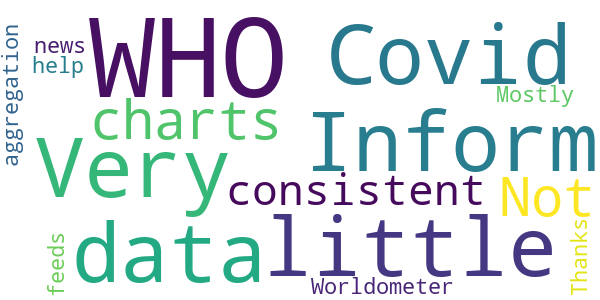 aggregation
news
help
WHO
Covid
Mostly
charts
Very
Inform
consistent
Not
feeds
data
little
Worldometer
Thanks